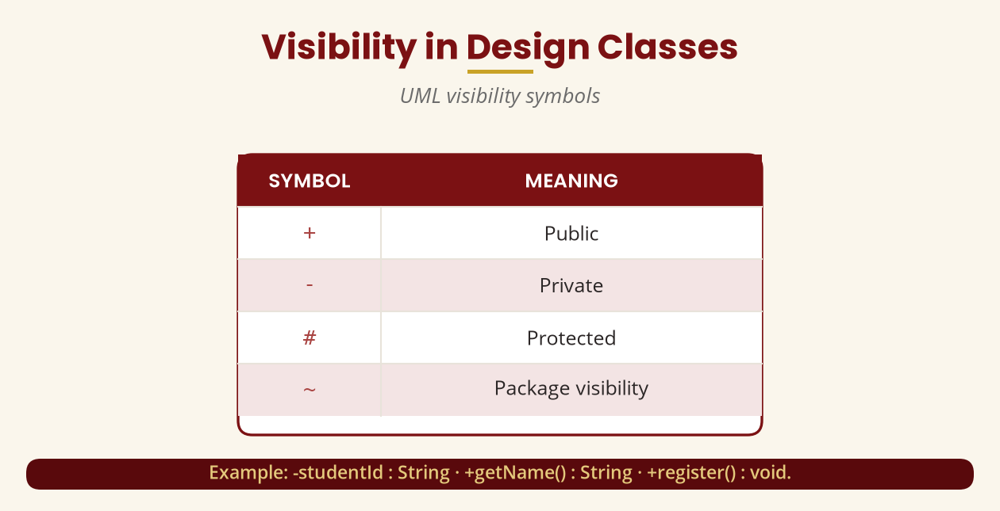 Visibility in Design Classes
UML visibility symbols
SYMBOL MEANING
+ Public
- Private
# Protected
~ Package visibility
Example: -studentId : String · +getName() : String · +register() : void.